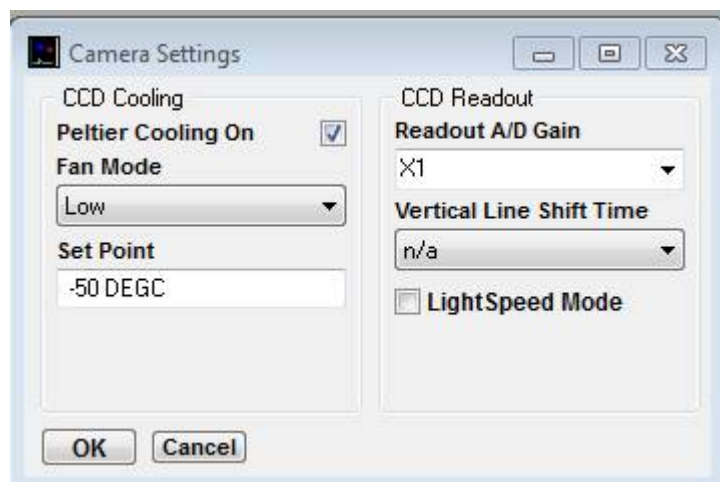 Camera Settings
CCD Cooling
Peltier Cooling On
Fan Mode
Low
Set Point
-50 DEGC
CCD Readout
Readout A/D Gain
X1
Vertical Line Shift Time
n/a
LightSpeed Mode
OK
Cancel